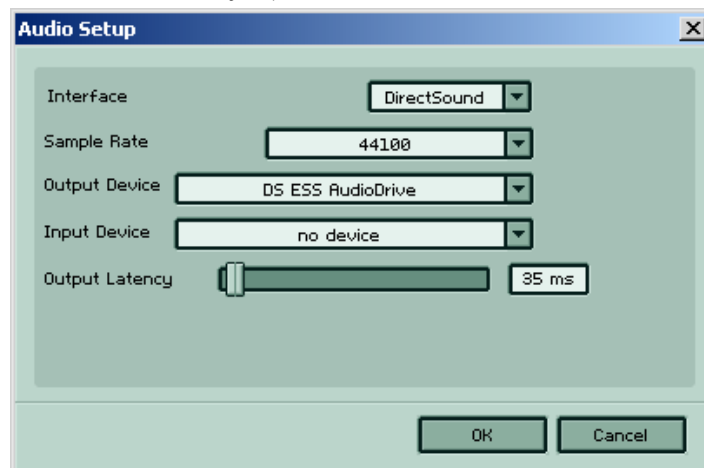 Audio Setup
Interface DirectSound
Sample Rate 44100
Output Device DS ESS AudioDrive
Input Device no device
Output Latency 35 ms
OK Cancel